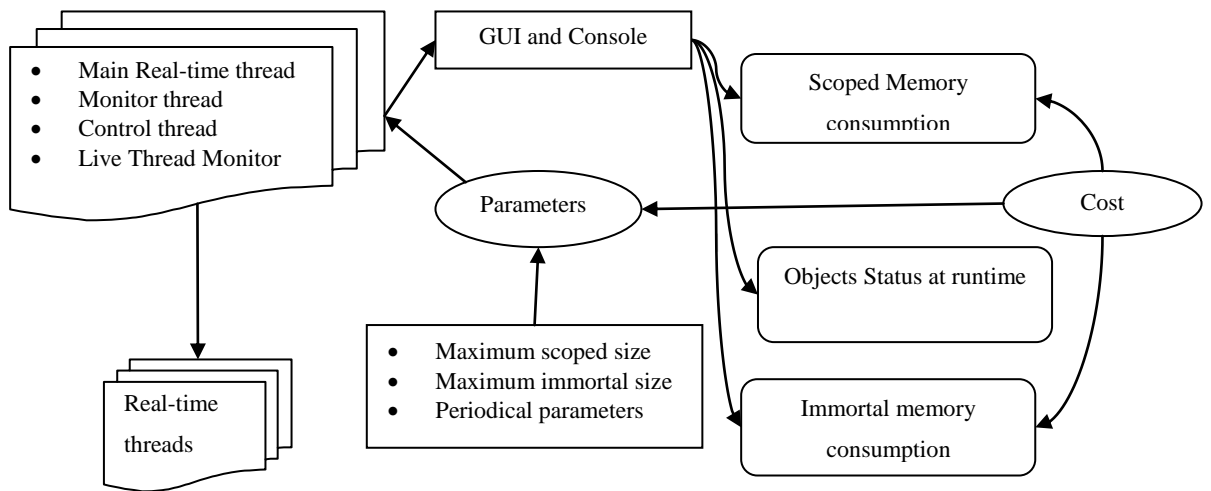 • Main Real-time thread
• Monitor thread
• Control thread
• Live Thread Monitor
GUI and Console
Scoped Memory
consumption
Parameters
Cost
Objects Status at runtime
• Maximum scoped size
• Maximum immortal size
• Periodical parameters
Immortal memory
consumption
Real-time
threads